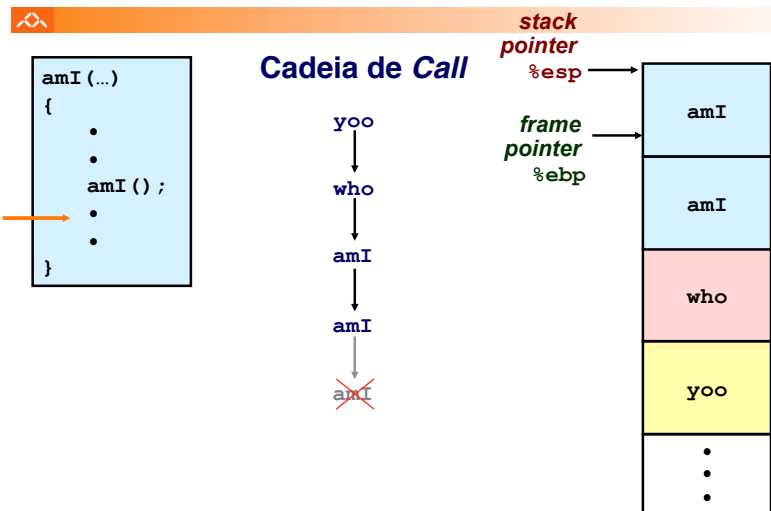 amI(…)
{
•
•
amI();
•
•
}
Cadeia de Call
yoo
who
amI
amI
amI
stack
pointer
%esp
frame
pointer
%ebp
amI
amI
who
yoo
•
•
•